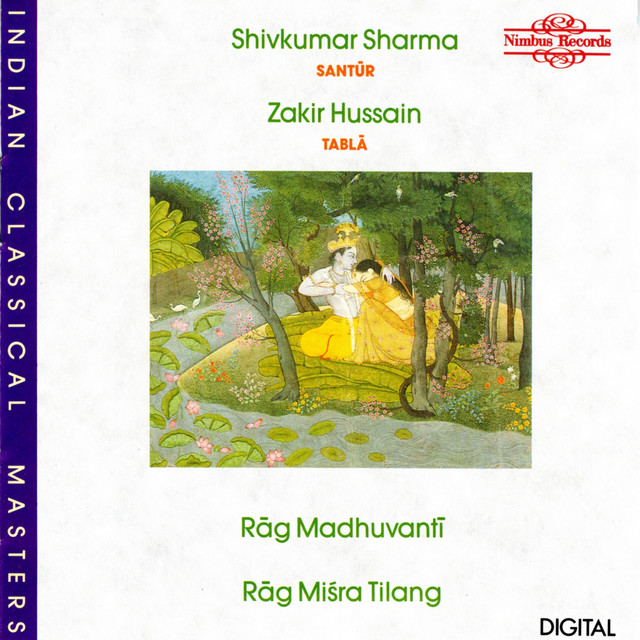 INDIAN CLASSICAL MASTERS
Shivkumar Sharma
SANTŪR
Nimbus Records
Zakir Hussain
TABLĀ
Rāg Madhuvantī
Rāg Miśra Tilang
DIGITAL